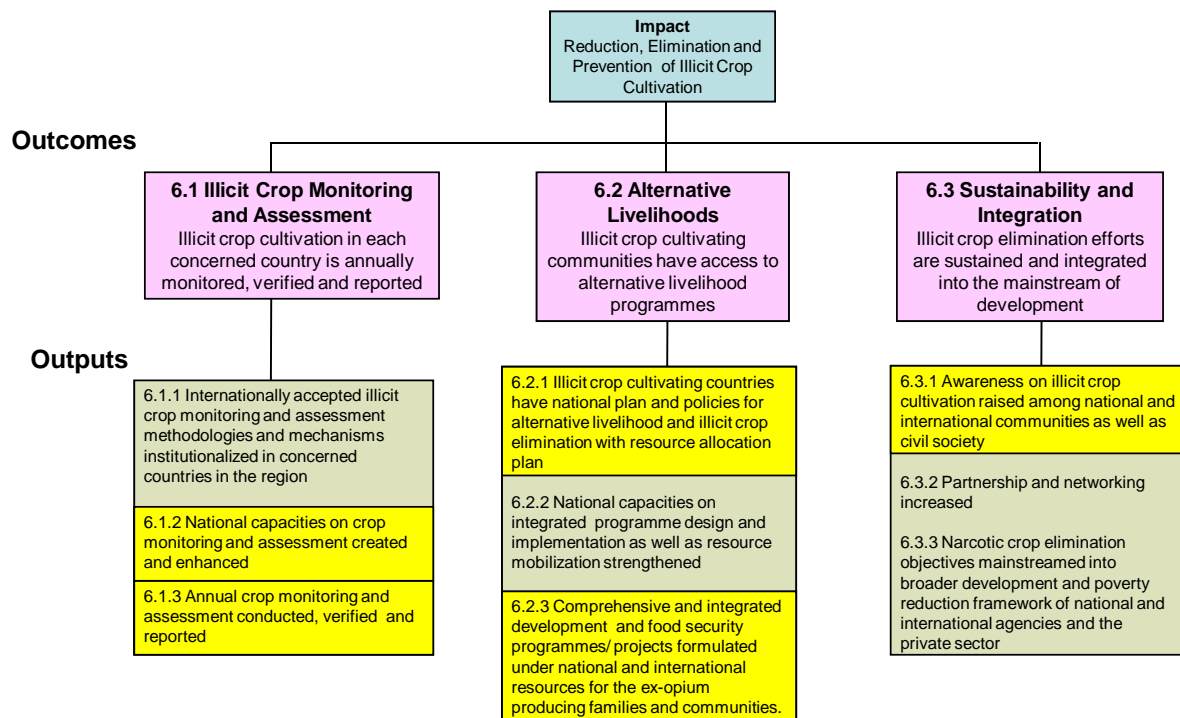 Impact
Reduction, Elimination and
Prevention of Illicit Crop
Cultivation
Outcomes
6.1 Illicit Crop Monitoring
and Assessment
Illicit crop cultivation in each
concerned country is annually
monitored, verified and reported
6.2 Alternative
Livelihoods
Illicit crop cultivating
communities have access to
alternative livelihood
programmes
6.3 Sustainability and
Integration
Illicit crop elimination efforts
are sustained and integrated
into the mainstream of
development
Outputs
6.1.1 Internationally accepted illicit
crop monitoring and assessment
methodologies and mechanisms
institutionalized in concerned
countries in the region
6.1.2 National capacities on crop
monitoring and assessment created
and enhanced
6.1.3 Annual crop monitoring and
assessment conducted, verified and
reported
6.2.1 Illicit crop cultivating countries
have national plan and policies for
alternative livelihood and illicit crop
elimination with resource allocation
plan
6.2.2 National capacities on
integrated programme design and
implementation as well as resource
mobilization strengthened
6.2.3 Comprehensive and integrated
development and food security
programmes/ projects formulated
under national and international
resources for the ex-opium
producing families and communities.
6.3.1 Awareness on illicit crop
cultivation raised among national and
international communities as well as
civil society
6.3.2 Partnership and networking
increased
6.3.3 Narcotic crop elimination
objectives mainstreamed into
broader development and poverty
reduction framework of national and
international agencies and the
private sector